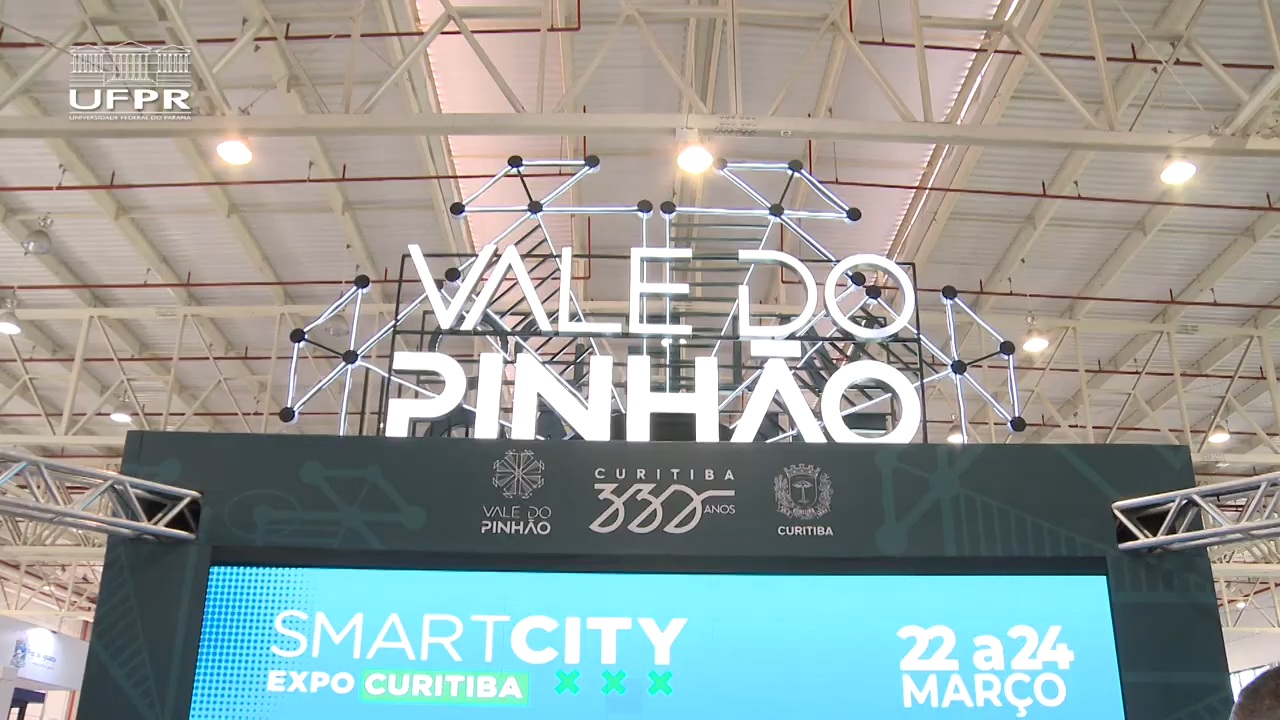 UFPR
UNIVERSIDADE FEDERAL DO PARANÁ
VALE DO
PINHÃO
VALE DO
PINHÃO
CURITIBA
330
ANOS
CURITIBA
SMARTCITY
EXPO CURITIBA
22 a 24
MARÇO